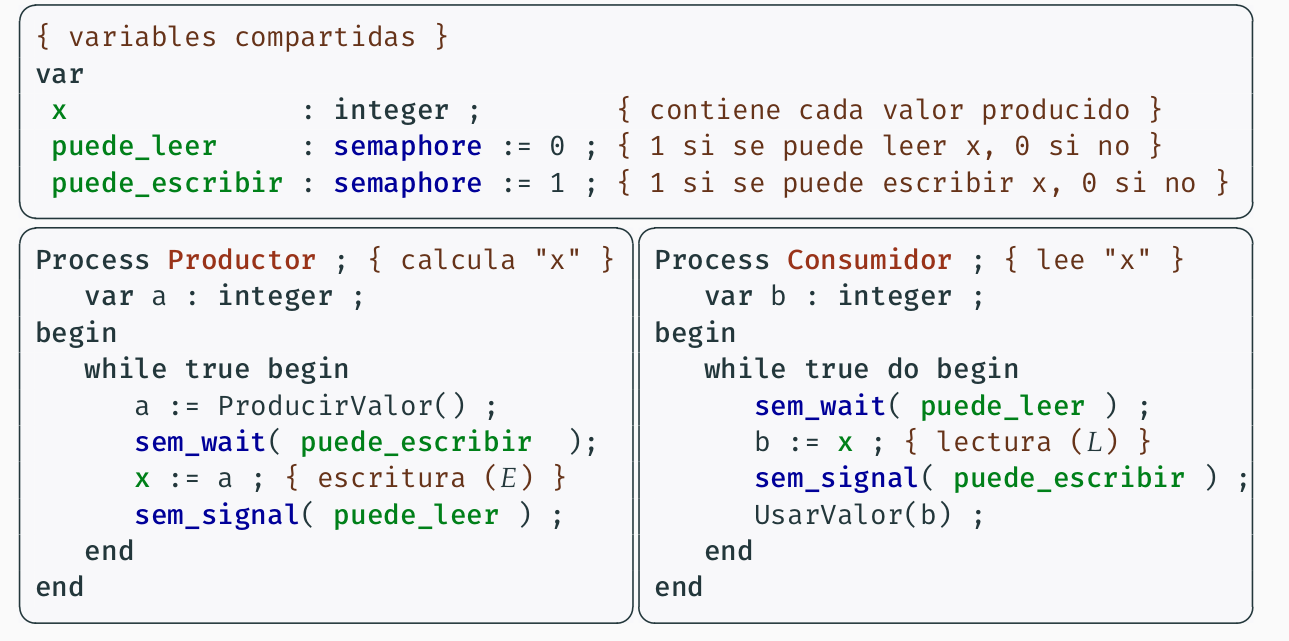 { variables compartidas }
var
x : integer ; { contiene cada valor producido }
puede_leer : semaphore := 0 ; { 1 si se puede leer x, 0 si no }
puede_escribir : semaphore := 1 ; { 1 si se puede escribir x, 0 si no }
Process Productor ; { calcula "x" }
var a : integer ;
begin
while true begin
a := ProducirValor() ;
sem_wait( puede_escribir );
x := a ; { escritura (E) }
sem_signal( puede_leer ) ;
end
end
Process Consumidor ; { lee "x" }
var b : integer ;
begin
while true do begin
sem_wait( puede_leer ) ;
b := x ; { lectura (L) }
sem_signal( puede_escribir ) ;
UsarValor(b) ;
end
end